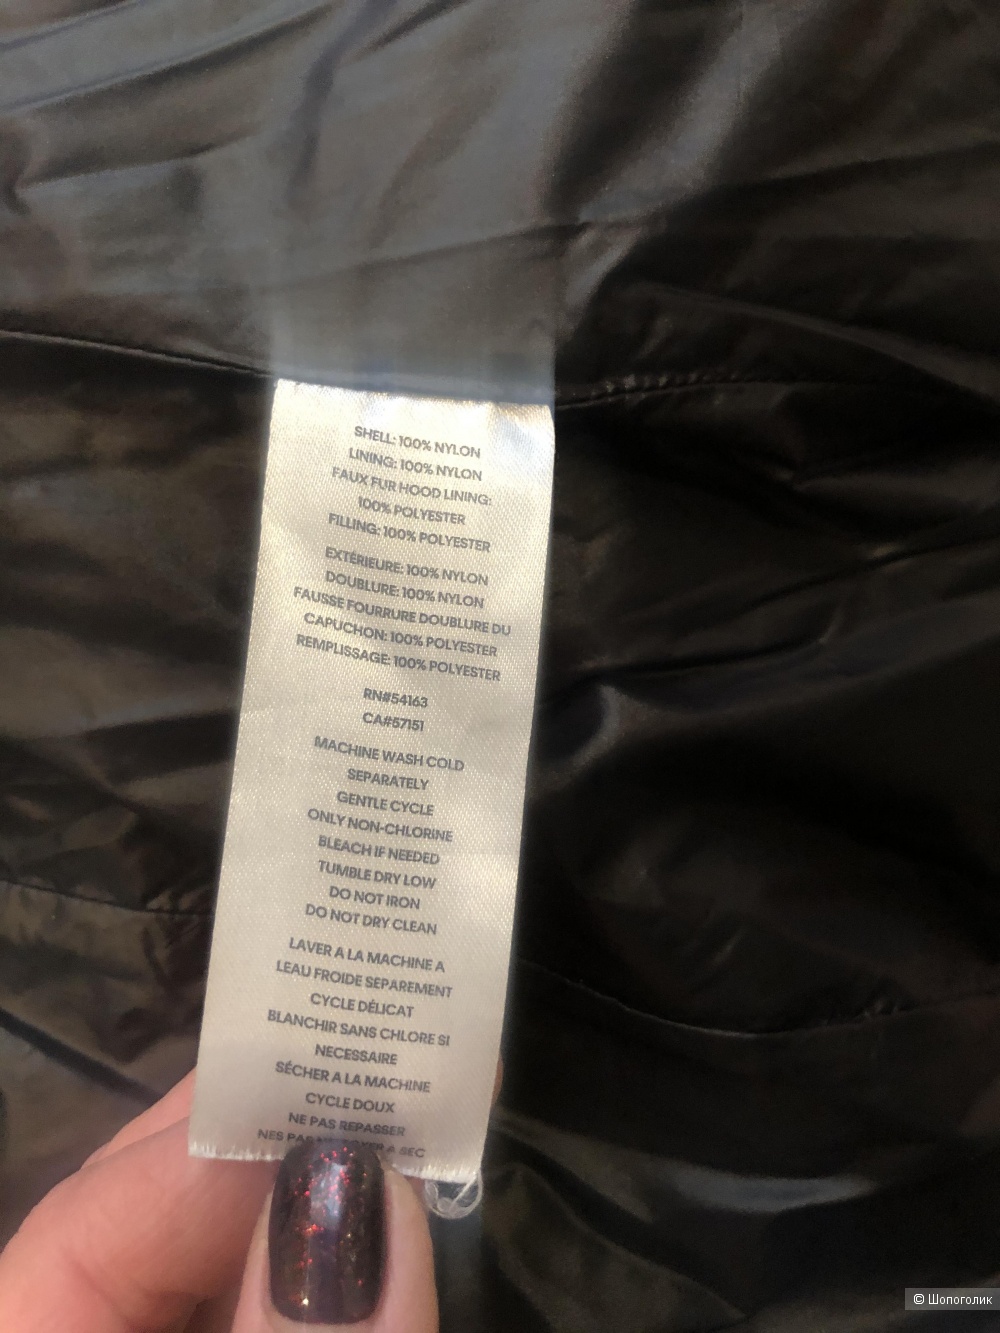 SHELL: 100% NYLON
LINING: 100% NYLON
FAUX FUR HOOD LINING:
100% POLYESTER
FILLING: 100% POLYESTER
EXTÉRIEURE: 100% NYLON
DOUBLURE: 100% NYLON
FAUSSE FOURRURE DOUBLURE DU
CAPUCHON: 100% POLYESTER
REMPLISSAGE: 100% POLYESTER
RN#54163
CA#57151
MACHINE WASH COLD
SEPARATELY
GENTLE CYCLE
ONLY NON-CHLORINE
BLEACH IF NEEDED
TUMBLE DRY LOW
DO NOT IRON
DO NOT DRY CLEAN
LAVER A LA MACHINE A
LEAU FROIDE SEPAREMENT
CYCLE DÉLICAT
BLANCHIR SANS CHLORE SI
NECESSAIRE
SÉCHER A LA MACHINE
CYCLE DOUX
NE PAS REPASSER
NES PAS A SEC
© Шопоголик